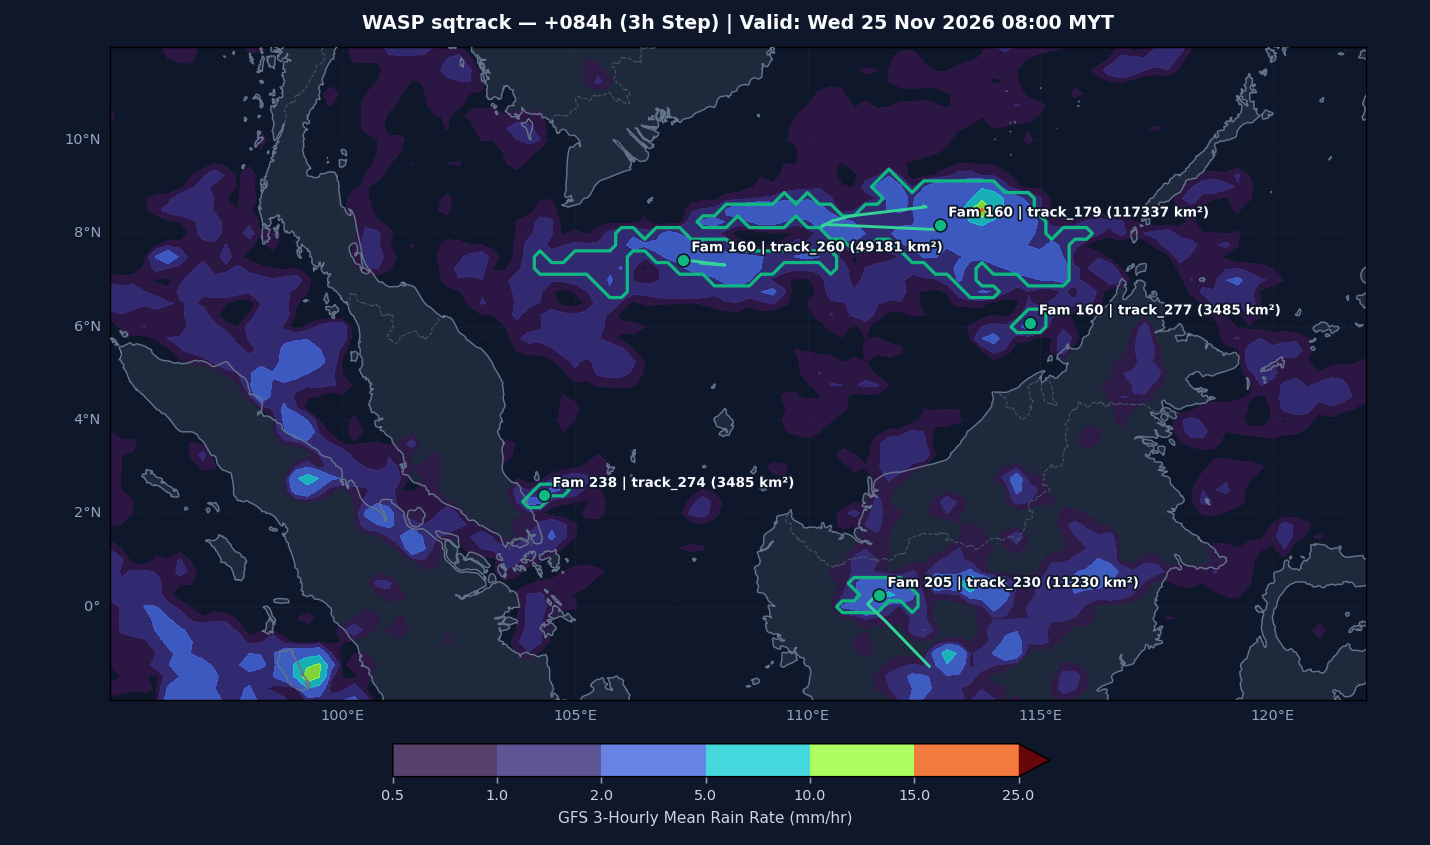 WASP sqtrack — +084h (3h Step) | Valid: Wed 25 Nov 2026 08:00 MYT
10°N
8°N
6°N
4°N
2°N
0°
Fam 160 | track_179 (117337 km²)
Fam 160 | track_260 (49181 km²)
Fam 160 | track_277 (3485 km²)
Fam 238 | track_274 (3485 km²)
Fam 205 | track_230 (11230 km²)
100°E 105°E 110°E 115°E 120°E
0.5 1.0 2.0 5.0 10.0 15.0 25.0
GFS 3-Hourly Mean Rain Rate (mm/hr)